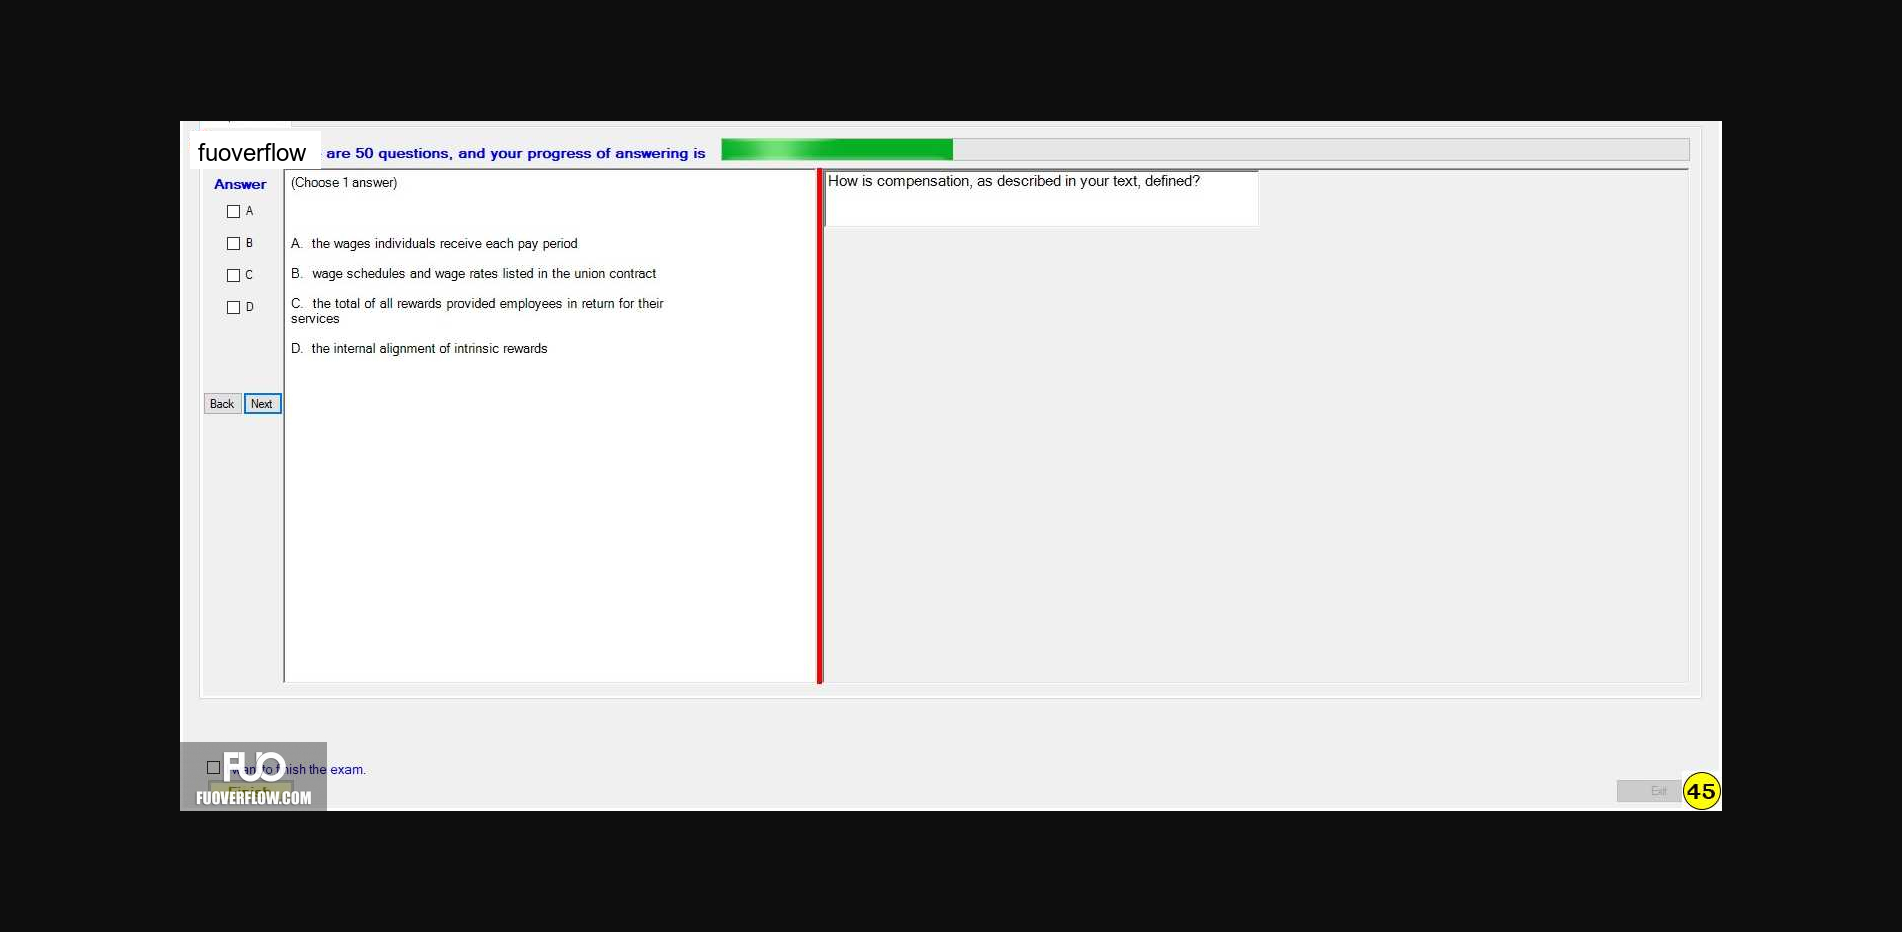 fuoverflow are 50 questions, and your progress of answering is
Answer
(Choose 1 answer)
How is compensation, as described in your text, defined?
A
B
C
D
A. the wages individuals receive each pay period
B. wage schedules and wage rates listed in the union contract
C. the total of all rewards provided employees in return for their
services
D. the internal alignment of intrinsic rewards
Back Next
FUO
to finish the exam.
Finish
FUOVERFLOW.COM
Exit
45